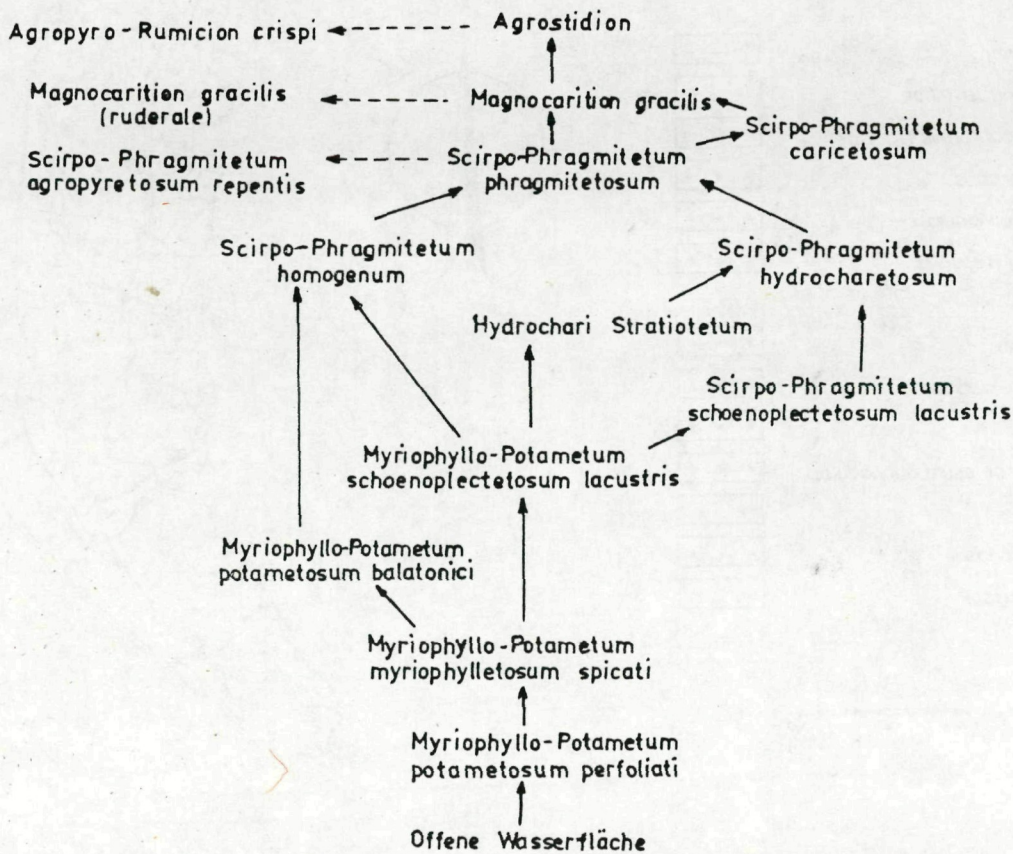 Agropyro-Rumicion crispi
Agrostidion
Magnocarition gracilis
(ruderale)
Magnocarition gracilis
Scirpo-Phragmitetum
caricetosum
Scirpo-Phragmitetum
agropyretosum repentis
Scirpo-Phragmitetum
phragmitetosum
Scirpo-Phragmitetum
homogenum
Scirpo-Phragmitetum
hydrocharetosum
Hydrochari Stratiotetum
Scirpo-Phragmitetum
schoenoplectetosum lacustris
Myriophyllo-Potametum
schoenoplectetosum lacustris
Myriophyllo-Potametum
potametosum balatonici
Myriophyllo-Potametum
myriophylletosum spicati
Myriophyllo-Potametum
potametosum perfoliati
Offene Wasserfläche